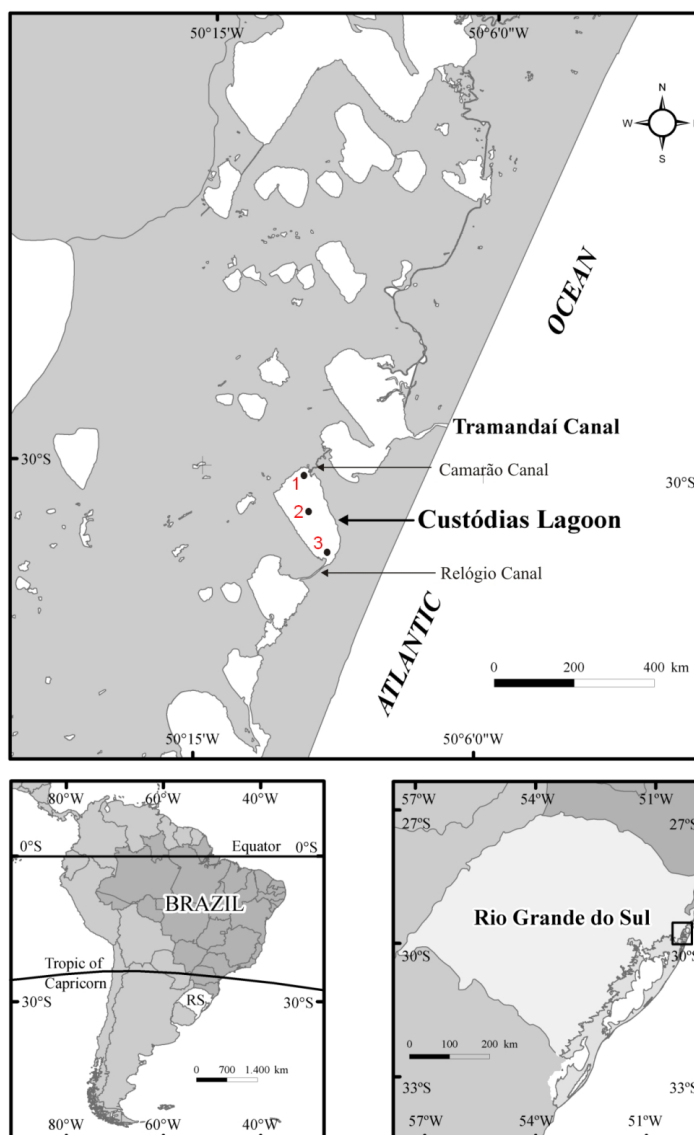 50°15'W 50°6'0"W
N
W
S
OCEAN
Tramandaí Canal
30°S
Camarão Canal
30ºS
1
2
Custódias Lagoon
3
Relógio Canal
ATLANTIC
0 200 400 km
50°15'W 50°6'0"W
80°W 60°W 40°W
0°S Equator 0°S
BRAZIL
Tropic of
Capricorn
30°S RS 30°S
0 700 1.400 km
80°W 60°W 40°W
57°W 54°W 51°W
27°S 27ºS
Rio Grande do Sul
30°S 30°S
0 100 200 km
33°S 33ºS
57°W 54°W 51°W